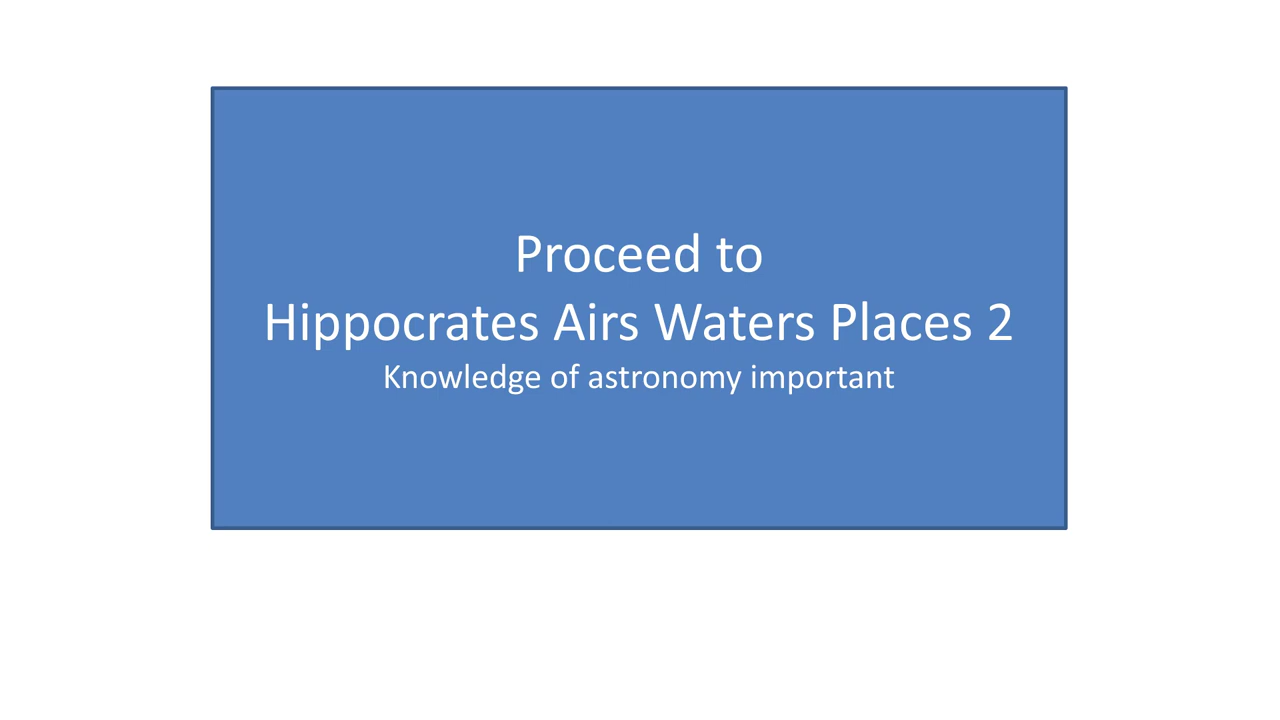 Proceed to
Hippocrates Airs Waters Places 2
Knowledge of astronomy important